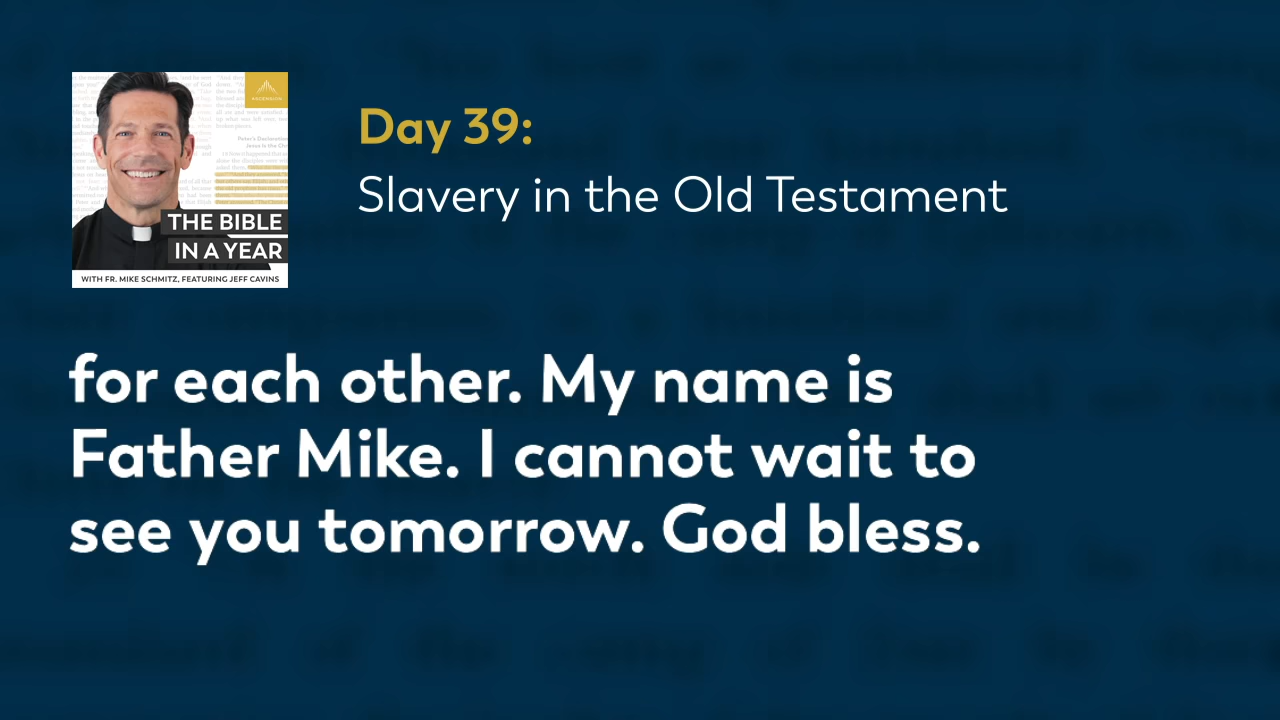 THE BIBLE
IN A YEAR
WITH FR. MIKE SCHMITZ, FEATURING JEFF CAVINS
Day 39:
Slavery in the Old Testament
for each other. My name is
Father Mike. I cannot wait to
see you tomorrow. God bless.